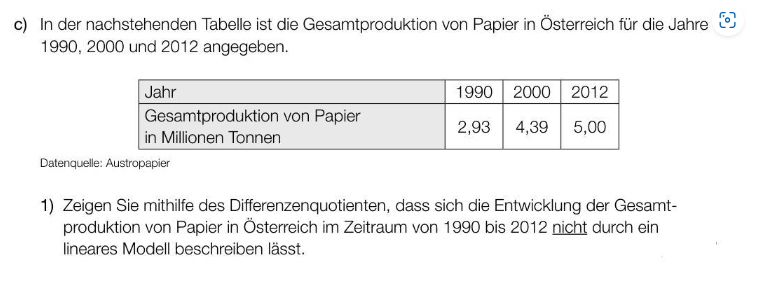 c) In der nachstehenden Tabelle ist die Gesamtproduktion von Papier in Österreich für die Jahre
1990, 2000 und 2012 angegeben.
Jahr 1990 2000 2012
Gesamtproduktion von Papier
in Millionen Tonnen 2,93 4,39 5,00
Datenquelle: Austropapier
1) Zeigen Sie mithilfe des Differenzenquotienten, dass sich die Entwicklung der Gesamt-
produktion von Papier in Österreich im Zeitraum von 1990 bis 2012 nicht durch ein
lineares Modell beschreiben lässt.